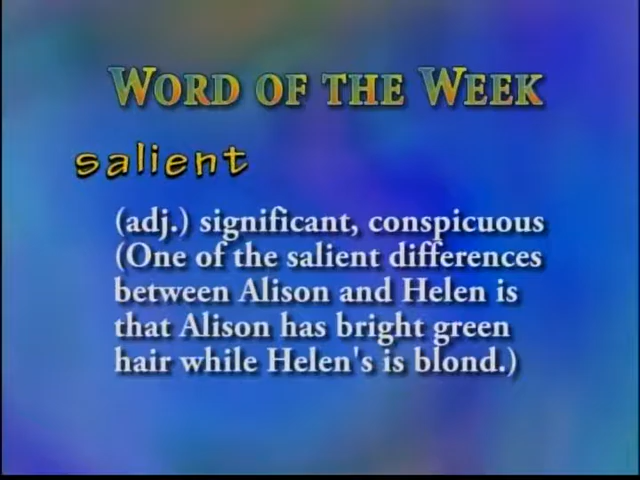 WORD OF THE WEEK
salient
(adj.) significant, conspicuous
(One of the salient differences
between Alison and Helen is
that Alison has bright green
hair while Helen's is blond.)